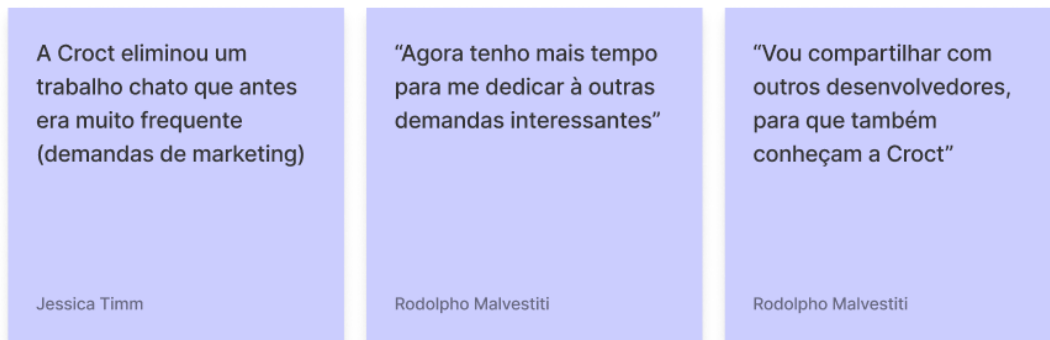 A Croct eliminou um
trabalho chato que antes
era muito frequente
(demandas de marketing)
Jessica Timm
“Agora tenho mais tempo
para me dedicar à outras
demandas interessantes”
Rodolpho Malvestiti
“Vou compartilhar com
outros desenvolvedores,
para que também
conheçam a Croct”
Rodolpho Malvestiti